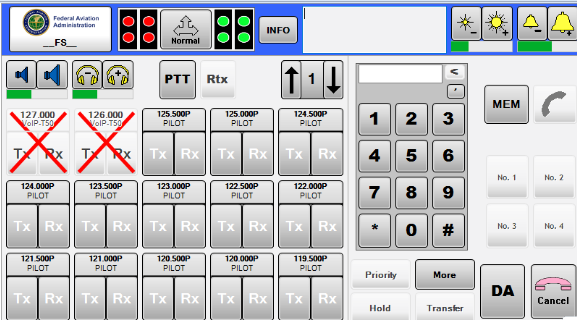 Federal Aviation
Administration
__FS__
Normal
INFO
PTT
Rtx
1
127.000
VoIP-T50
Tx Rx
126.000
VoIP-T50
Tx Rx
125.500P
PILOT
Tx Rx
125.000P
PILOT
Tx Rx
124.500P
PILOT
Tx Rx
124.000P
PILOT
Tx Rx
123.500P
PILOT
Tx Rx
123.000P
PILOT
Tx Rx
122.500P
PILOT
Tx Rx
122.000P
PILOT
Tx Rx
121.500P
PILOT
Tx Rx
121.000P
PILOT
Tx Rx
120.500P
PILOT
Tx Rx
120.000P
PILOT
Tx Rx
119.500P
PILOT
Tx Rx
<
,
1 2 3
4 5 6
7 8 9
* 0 #
Priority More
Hold Transfer
MEM
No. 1 No. 2
No. 3 No. 4
DA
Cancel